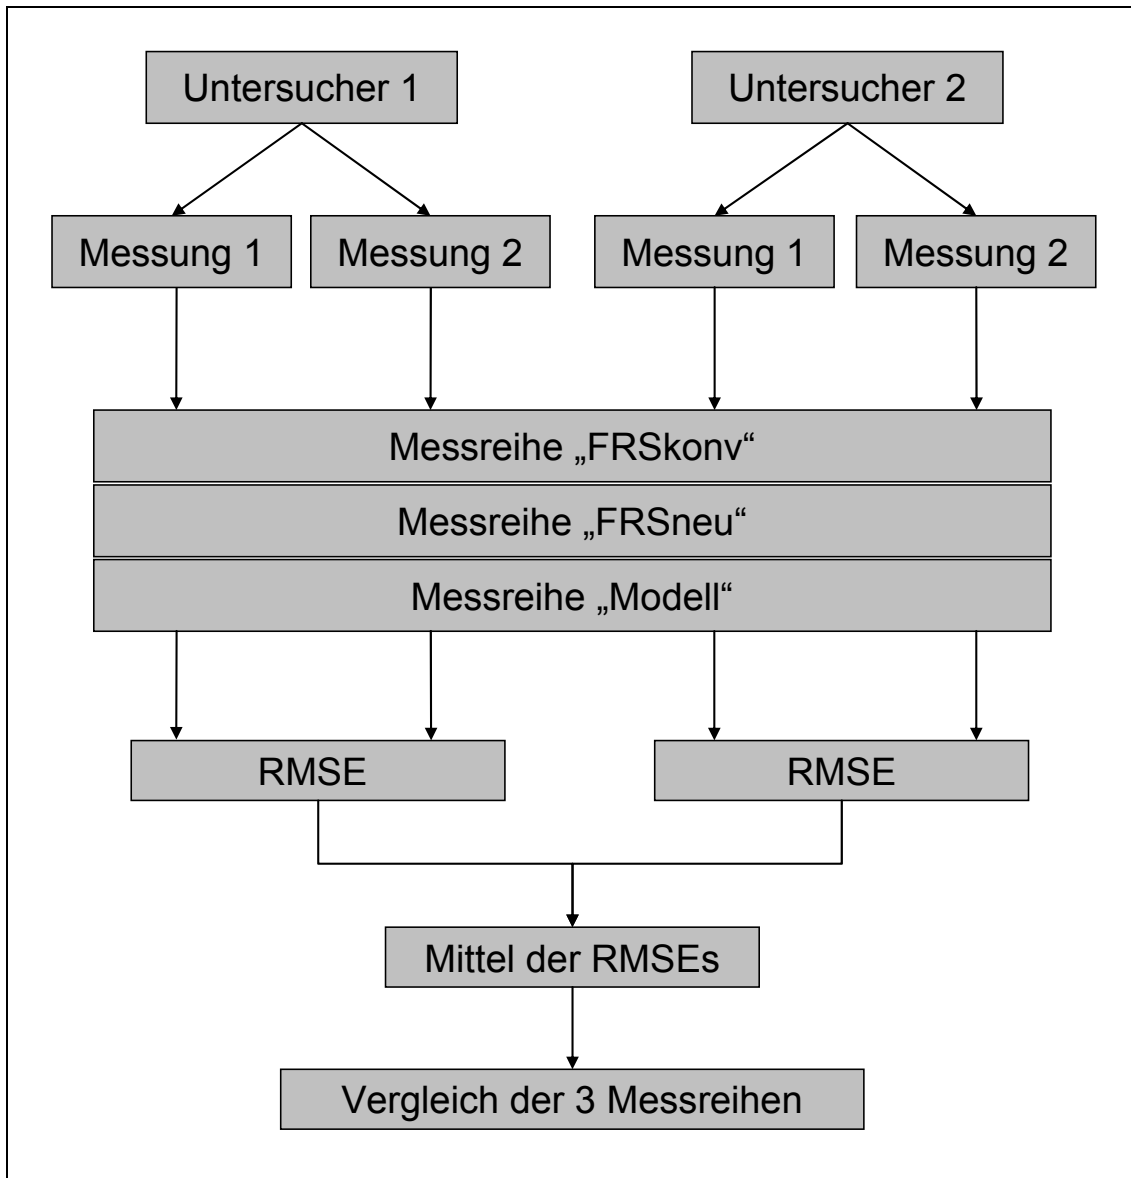 Untersucher 1
Untersucher 2
Messung 1
Messung 2
Messung 1
Messung 2
Messreihe „FRSkonv“
Messreihe „FRSneu“
Messreihe „Modell“
RMSE
RMSE
Mittel der RMSEs
Vergleich der 3 Messreihen